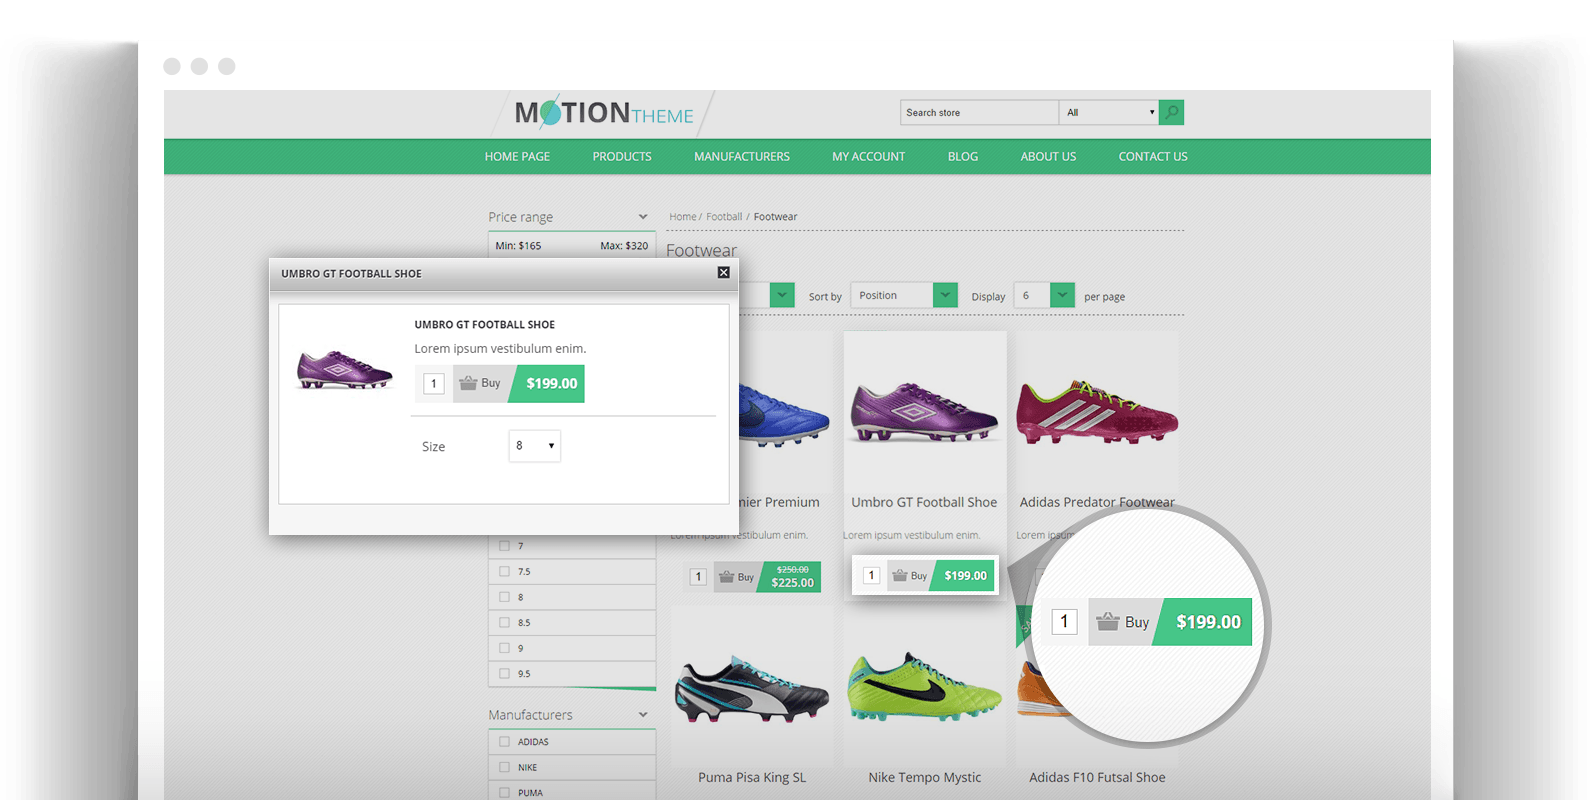 MOTION THEME
Search store
All
HOME PAGE PRODUCTS MANUFACTURERS MY ACCOUNT BLOG ABOUT US CONTACT US
Price range
Min: $165 Max: $320
Home / Football / Footwear
Footwear
Sort by Position Display 6 per page
UMBRO GT FOOTBALL SHOE
UMBRO GT FOOTBALL SHOE
Lorem ipsum vestibulum enim.
1 Buy $199.00
Size 8
Premium
Umbro GT Football Shoe
Adidas Predator Footwear
Lorem ipsum vestibulum enim.
Lorem ipsum vestibulum enim.
Lorem ipsum
1 Buy $250.00
$225.00
1 Buy $199.00
1 Buy $199.00
7
7.5
8
8.5
9
9.5
Manufacturers
ADIDAS
NIKE
PUMA
Puma Pisa King SL
Nike Tempo Mystic
Adidas F10 Futsal Shoe